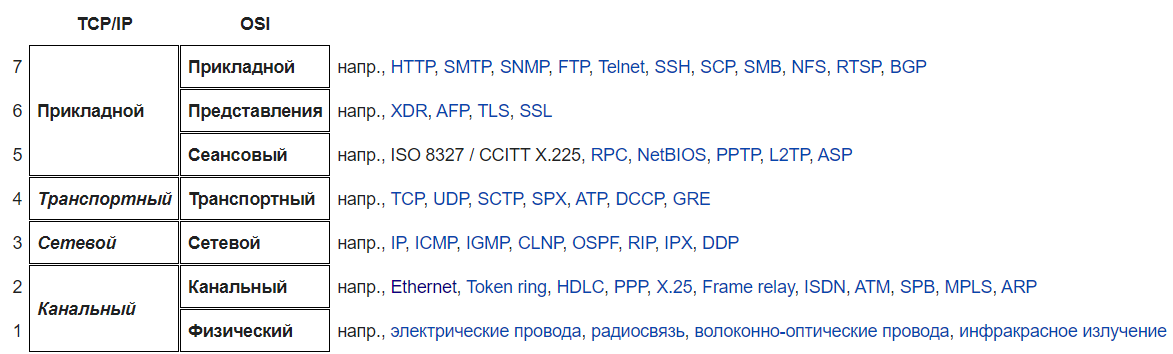 TCP/IP OSI
7 Прикладной напр., HTTP, SMTP, SNMP, FTP, Telnet, SSH, SCP, SMB, NFS, RTSP, BGP
6 Прикладной Представления напр., XDR, AFP, TLS, SSL
5 Сеансовый напр., ISO 8327 / CCITT X.225, RPC, NetBIOS, PPTP, L2TP, ASP
4 Транспортный Транспортный напр., TCP, UDP, SCTP, SPX, ATP, DCCP, GRE
3 Сетевой Сетевой напр., IP, ICMP, IGMP, CLNP, OSPF, RIP, IPX, DDP
2 Канальный напр., Ethernet, Token ring, HDLC, PPP, X.25, Frame relay, ISDN, ATM, SPB, MPLS, ARP
Канальный
1 Физический напр., электрические провода, радиосвязь, волоконно-оптические провода, инфракрасное излучение